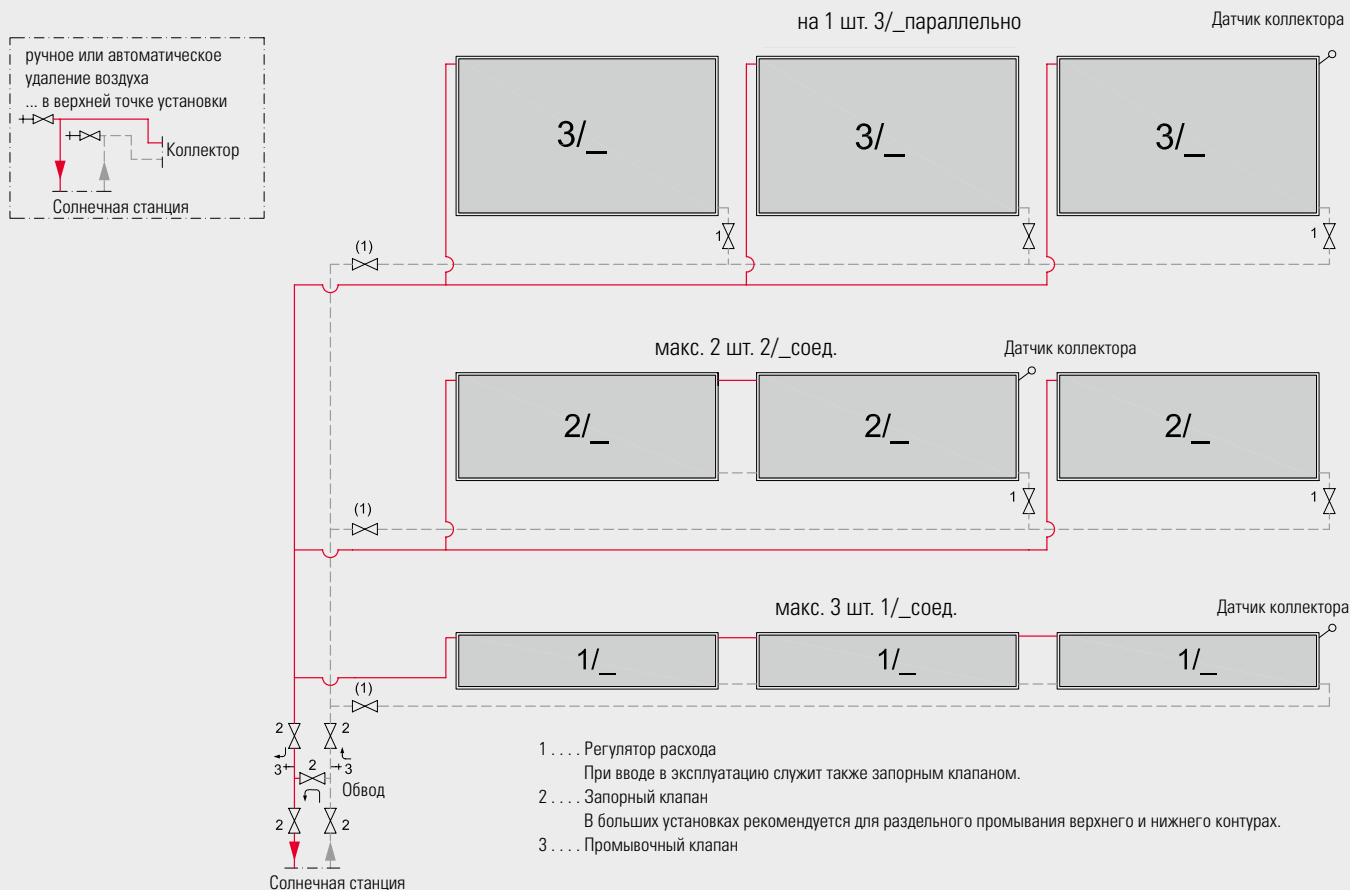 на 1 шт. 3/_параллельно
Датчик коллектора
ручное или автоматическое
удаление воздуха
... в верхней точке установки
Коллектор
Солнечная станция
3/_
3/_
3/_
1
1
(1)
макс. 2 шт. 2/_соед.
Датчик коллектора
2/_
2/_
2/_
1
1
(1)
макс. 3 шт. 1/_соед.
Датчик коллектора
1/_
1/_
1/_
(1)
2
2
3
2
3
Обвод
2
2
Солнечная станция
1 . . . . Регулятор расхода
При вводе в эксплуатацию служит также запорным клапаном.
2 . . . . Запорный клапан
В больших установках рекомендуется для раздельного промывания верхнего и нижнего контурах.
3 . . . . Промывочный клапан